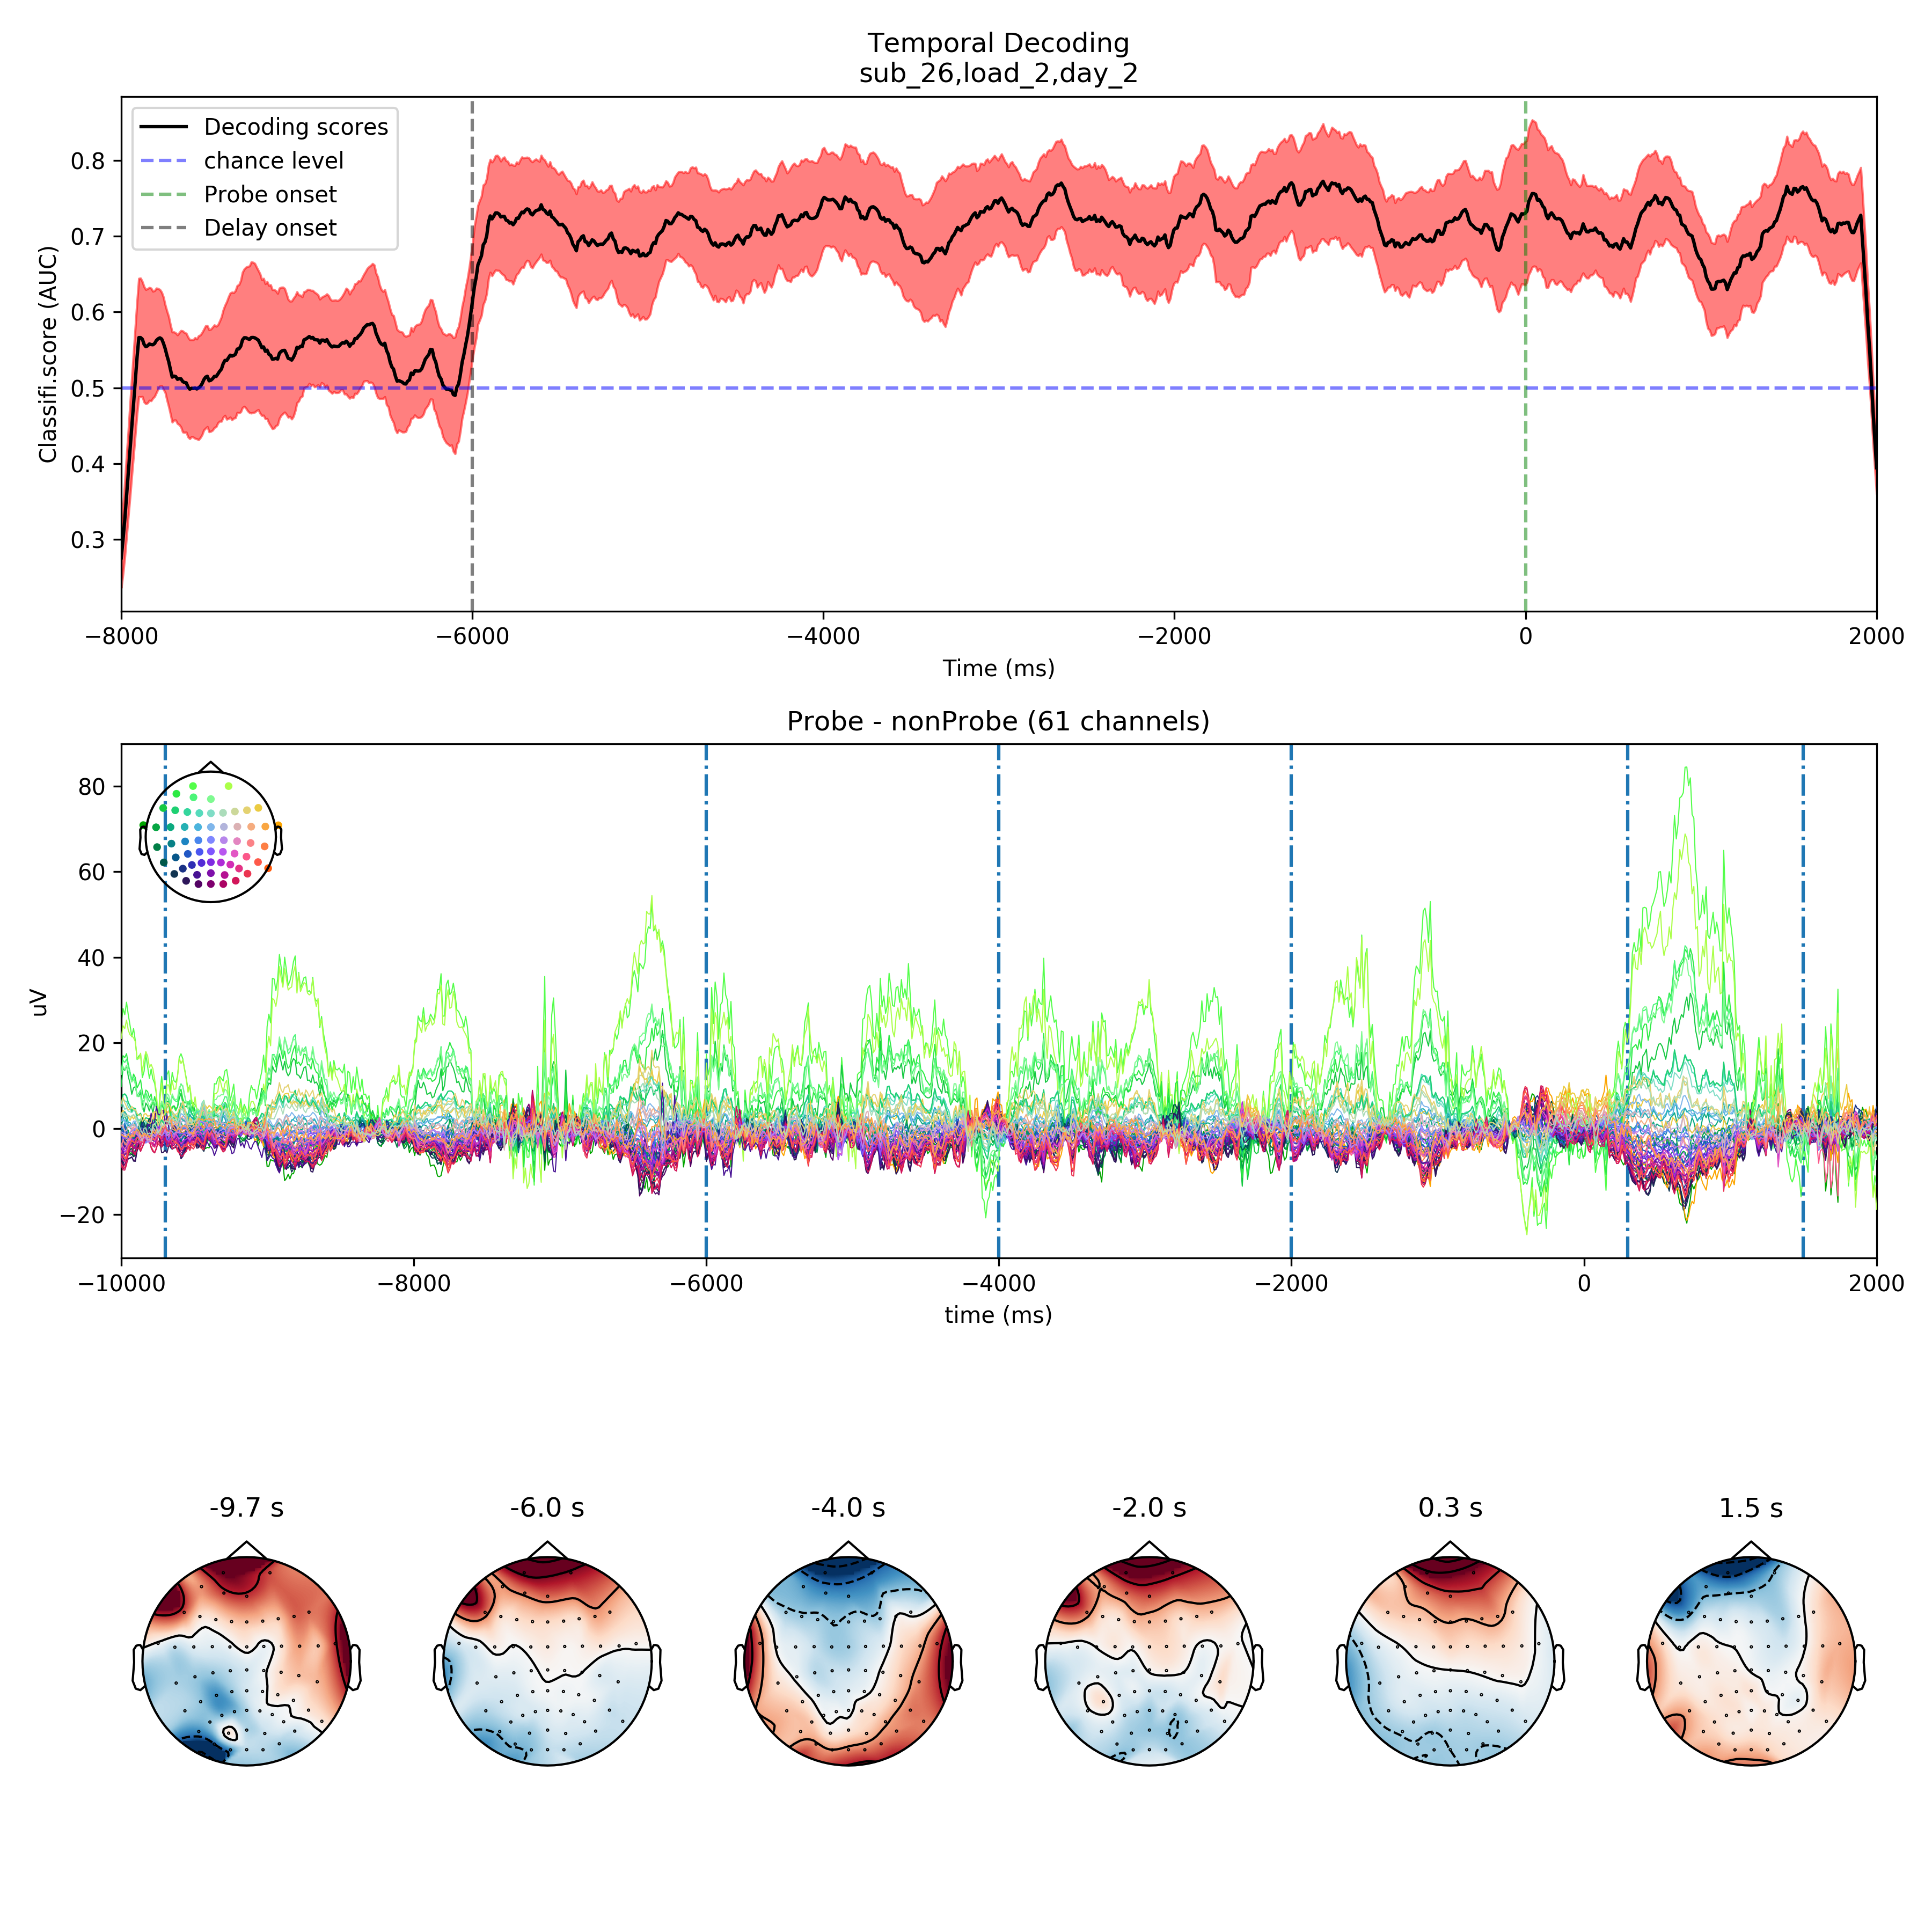 Temporal Decoding
sub_26,load_2,day_2
Decoding scores
chance level
Probe onset
Delay onset
Classifi.score (AUC)
0.8
0.7
0.6
0.5
0.4
0.3
−8000 −6000 −4000 −2000 0 2000
Time (ms)
Probe - nonProbe (61 channels)
uV
80
60
40
20
0
−20
−10000 −8000 −6000 −4000 −2000 0 2000
time (ms)
-9.7 s -6.0 s -4.0 s -2.0 s 0.3 s 1.5 s